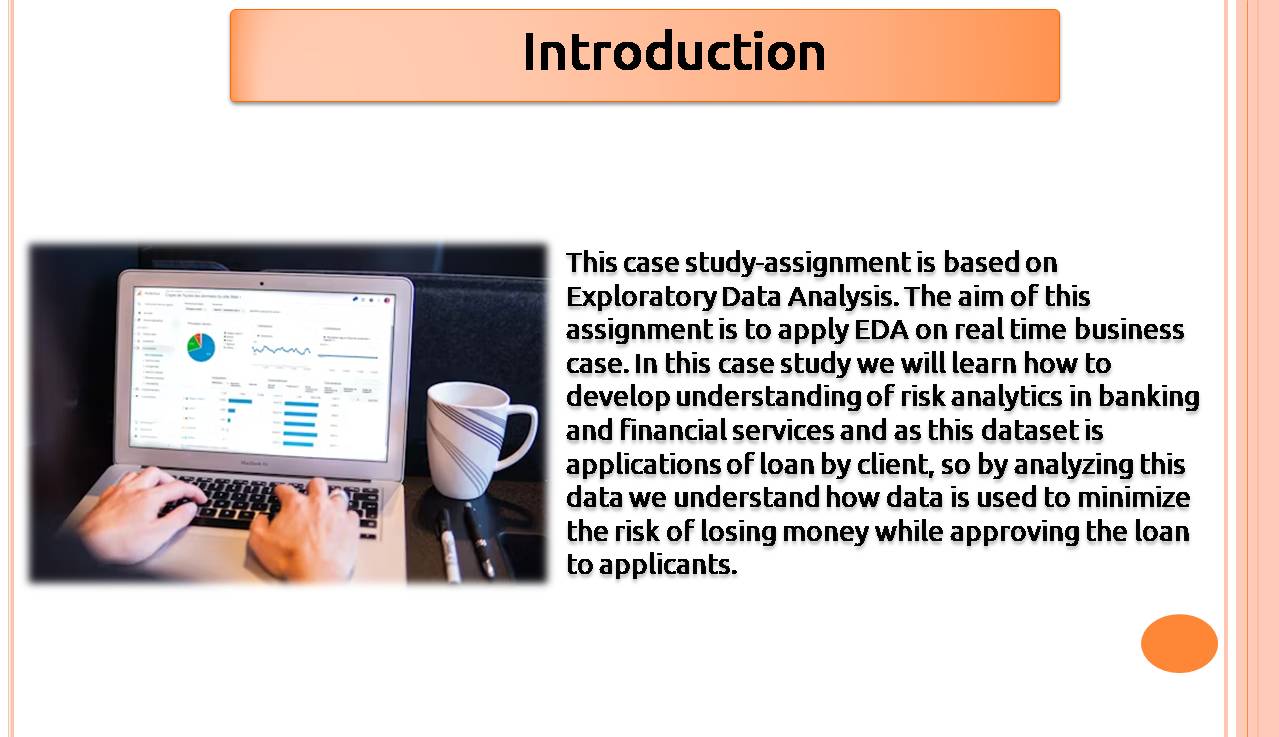 Introduction
This case study-assignment is based on
Exploratory Data Analysis. The aim of this
assignment is to apply EDA on real time business
case. In this case study we will learn how to
develop understanding of risk analytics in banking
and financial services and as this dataset is
applications of loan by client, so by analyzing this
data we understand how data is used to minimize
the risk of losing money while approving the loan
to applicants.
MacBook Air